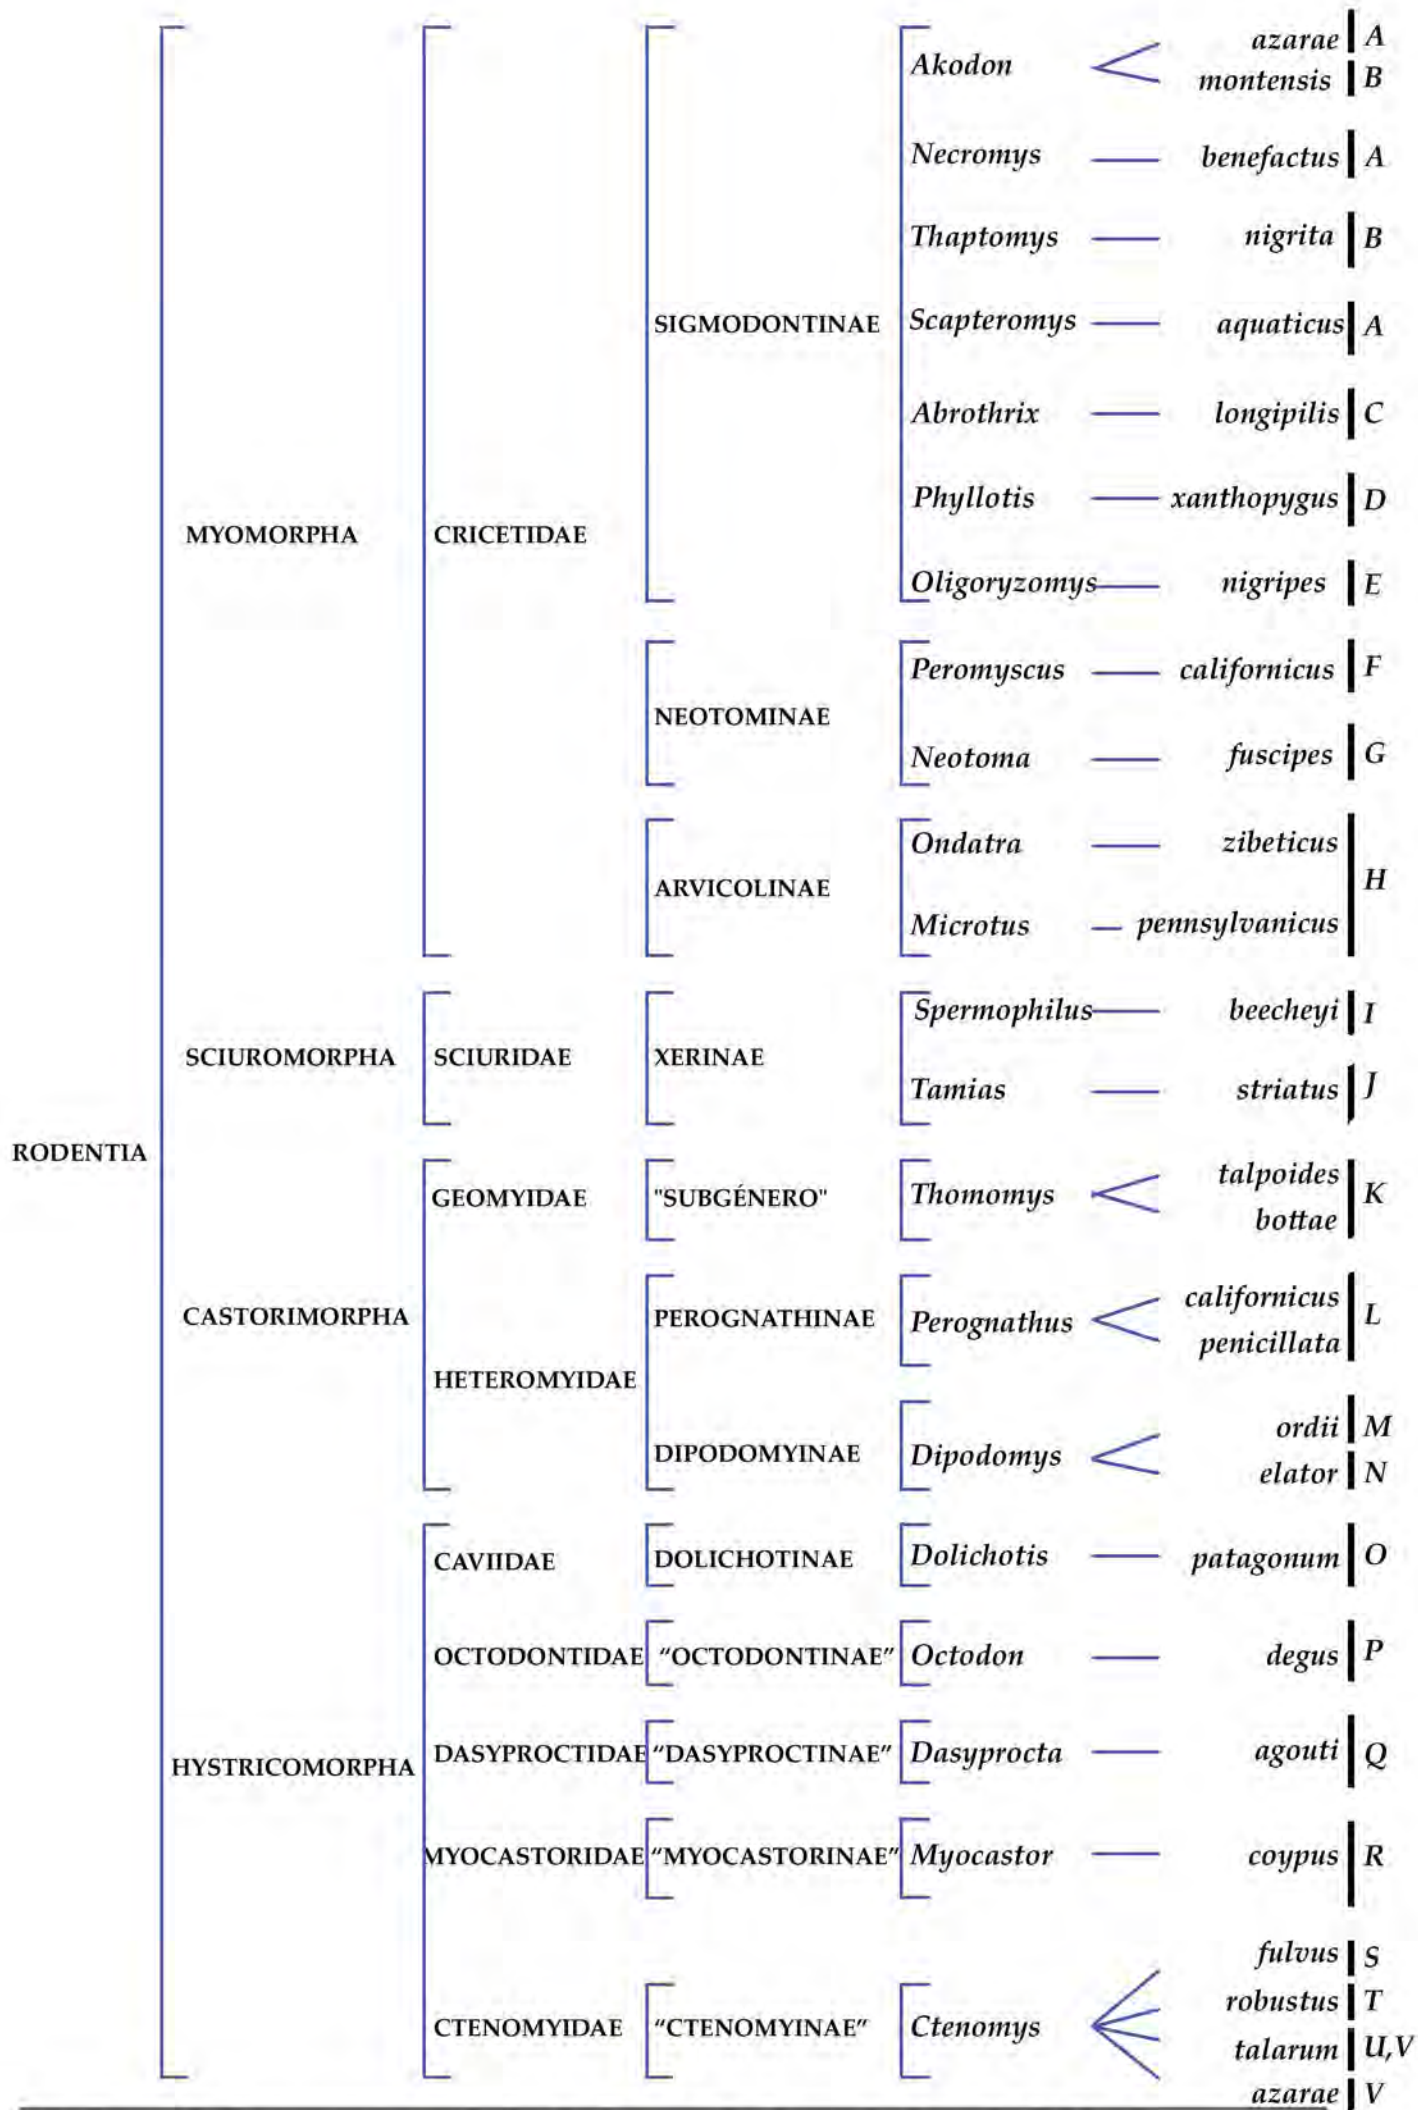 Akodon azarae A
montensis B
Necromys benefactus A
Thaptomys nigrita B
SIGMODONTINAE Scapteromys aquaticus A
Abrothrix longipilis C
Phyllotis xanthopygus D
MYOMORPHA CRICETIDAE
Oligoryzomys nigripes E
Peromyscus californicus F
NEOTOMINAE
Neotoma fuscipes G
Ondatra zibeticus
ARVICOLINAE H
Microtus pennsylvanicus
Spermophilus beecheyi I
SCIUROMORPHA SCIURIDAE XERINAE
Tamias striatus J
RODENTIA
talpoides
GEOMYIDAE "SUBGÉNERO" Thomomys K
bottae
californicus
CASTORIMORPHA PEROGNATHINAE Perognathus L
penicillata
HETEROMYIDAE
ordii M
DIPODOMYINAE Dipodomys
elator N
CAVIIDAE DOLICHOTINAE Dolichotis patagonum O
OCTODONTIDAE “OCTODONTINAE” Octodon degus P
DASYPROCTIDAE “DASYPROCTINAE” Dasyprocta agouti Q
HYSTRICOMORPHA
MYOCASTORIDAE “MYOCASTORINAE” Myocastor coypus R
fulvus S
robustus T
CTENOMYIDAE “CTENOMYINAE” Ctenomys
talarum U,V
azarae V